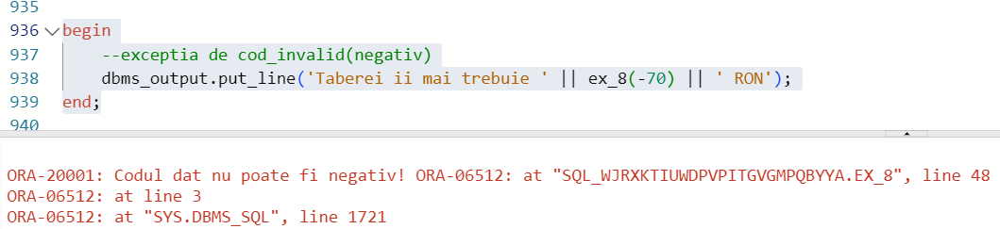 935
936 begin
937 --exceptia de cod_invalid(negativ)
938 dbms_output.put_line('Taberei ii mai trebuie ' || ex_8(-70) || ' RON');
939 end;
940
ORA-20001: Codul dat nu poate fi negativ! ORA-06512: at "SQL_WJRXKTIUWDPVPITGVGMPQBYYA.EX_8", line 48
ORA-06512: at line 3
ORA-06512: at "SYS.DBMS_SQL", line 1721